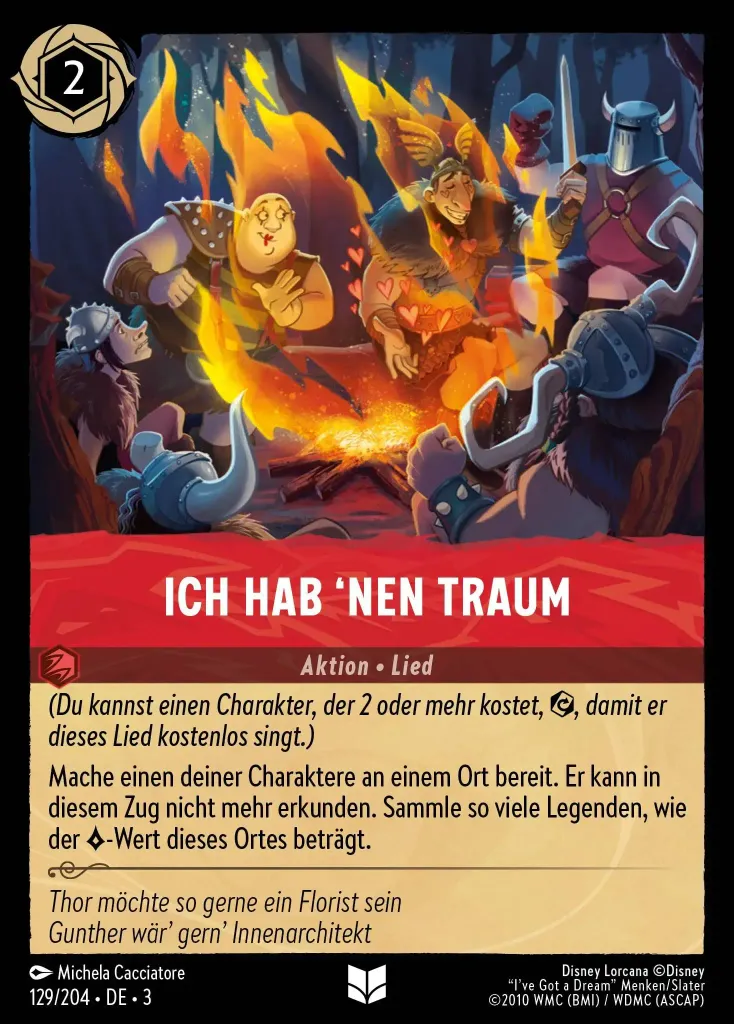 2
ICH HAB ‘NEN TRAUM
Aktion • Lied
(Du kannst einen Charakter, der 2 oder mehr kostet, , damit er
dieses Lied kostenlos singt.)
Mache einen deiner Charaktere an einem Ort bereit. Er kann in
diesem Zug nicht mehr erkunden. Sammle so viele Legenden, wie
der -Wert dieses Ortes beträgt.
Thor möchte so gerne ein Florist sein
Gunther wär’ gern’ Innenarchitekt
Michela Cacciatore
129/204 • DE • 3
Disney Lorcana ©Disney
“I’ve Got a Dream” Menken/Slater
©2010 WMC (BMI) / WDMC (ASCAP)